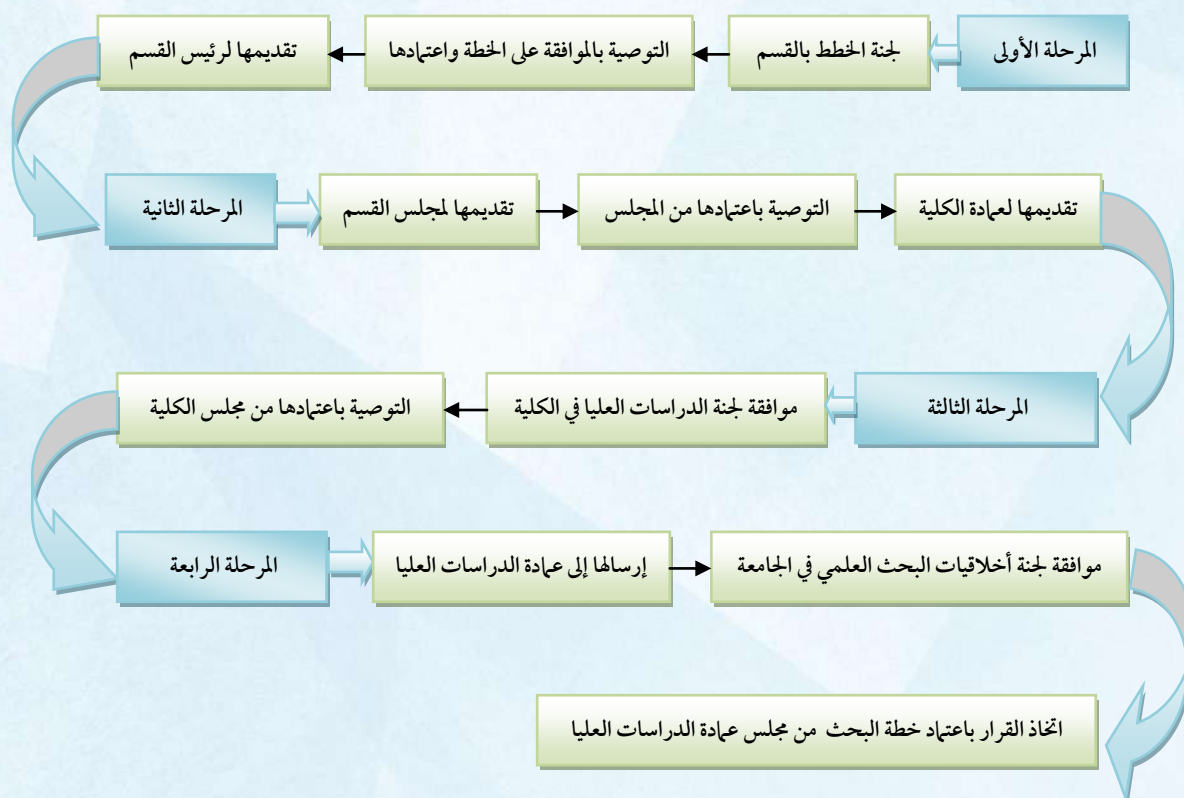 المرحلة الأولى
لجنة الخطط بالقسم
التوصية بالموافقة على الخطة واعتمادها
تقديمها لرئيس القسم
المرحلة الثانية
تقديمها لمجلس القسم
التوصية باعتمادها من المجلس
تقديمها لعمادة الكلية
المرحلة الثالثة
موافقة لجنة الدراسات العليا في الكلية
التوصية باعتمادها من مجلس الكلية
المرحلة الرابعة
إرسالها إلى عمادة الدراسات العليا
موافقة لجنة أخلاقيات البحث العلمي في الجامعة
اتخاذ القرار باعتماد خطة البحث من مجلس عمادة الدراسات العليا